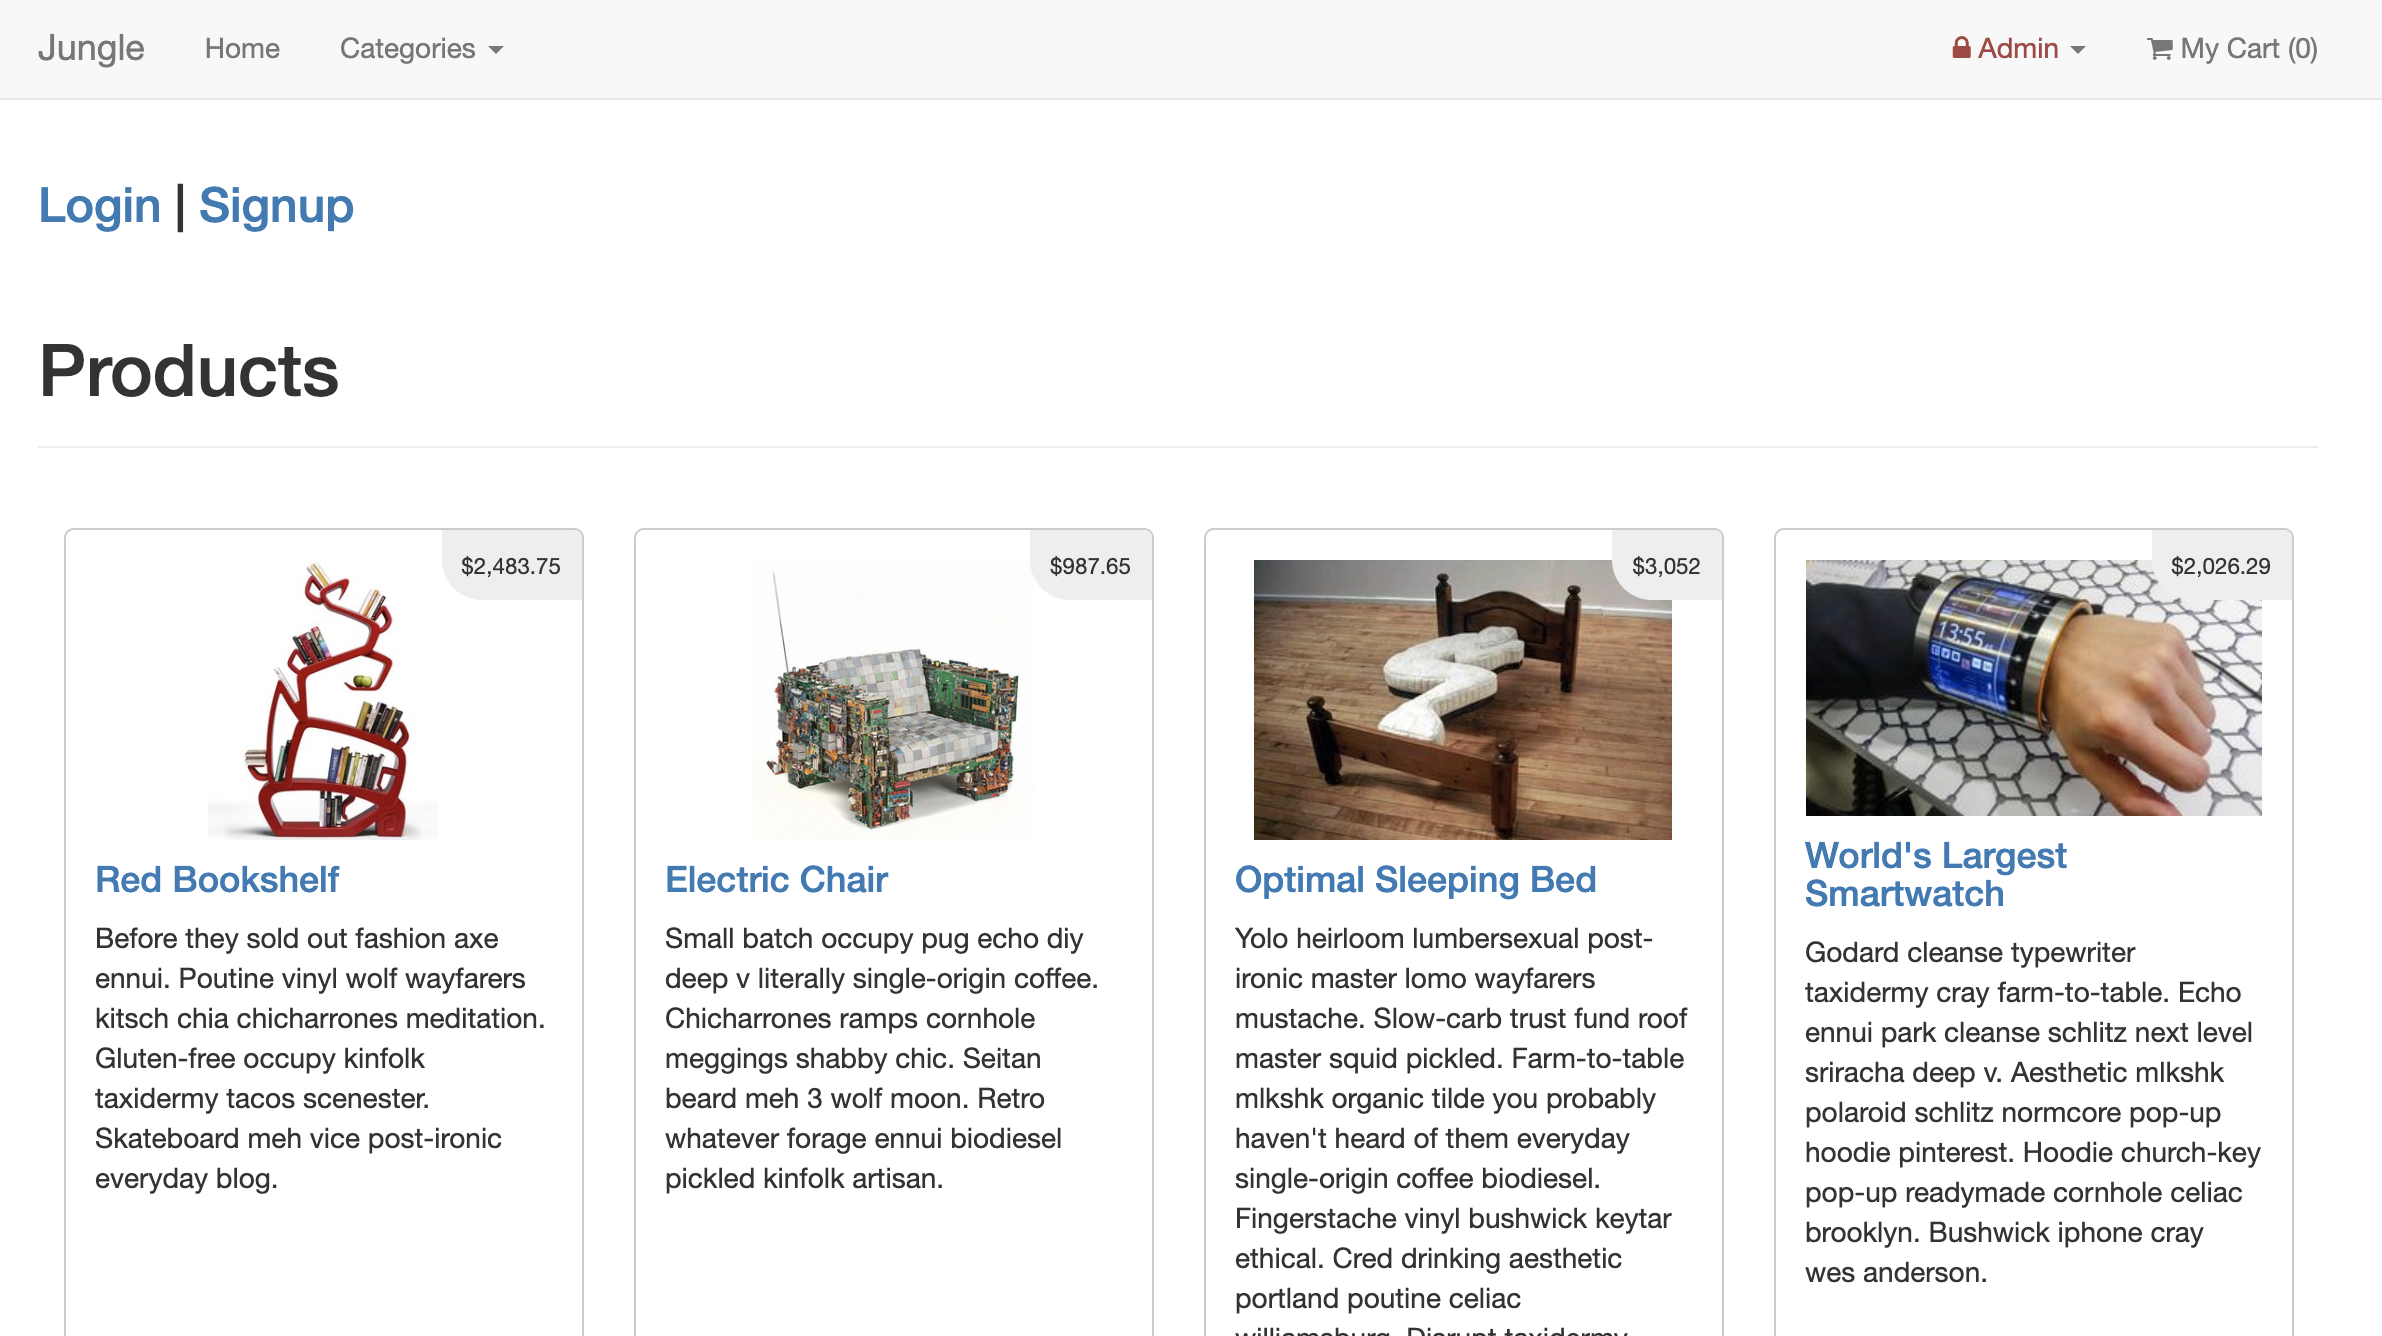 Jungle Home Categories Admin My Cart (0)
Login | Signup
Products
$2,483.75
Red Bookshelf
Before they sold out fashion axe
ennui. Poutine vinyl wolf wayfarers
kitsch chia chicharrones meditation.
Gluten-free occupy kinfolk
taxidermy tacos scenester.
Skateboard meh vice post-ironic
everyday blog.
$987.65
Electric Chair
Small batch occupy pug echo diy
deep v literally single-origin coffee.
Chicharrones ramps cornhole
meggings shabby chic. Seitan
beard meh 3 wolf moon. Retro
whatever forage ennui biodiesel
pickled kinfolk artisan.
$3,052
Optimal Sleeping Bed
Yolo heirloom lumbersexual post-
ironic master lomo wayfarers
mustache. Slow-carb trust fund roof
master squid pickled. Farm-to-table
mlkshk organic tilde you probably
haven't heard of them everyday
single-origin coffee biodiesel.
Fingerstache vinyl bushwick keytar
ethical. Cred drinking aesthetic
portland poutine celiac
williamsburg. Disrupt taxidermy
$2,026.29
13:55
World's Largest
Smartwatch
Godard cleanse typewriter
taxidermy cray farm-to-table. Echo
ennui park cleanse schlitz next level
sriracha deep v. Aesthetic mlkshk
polaroid schlitz normcore pop-up
hoodie pinterest. Hoodie church-key
pop-up readymade cornhole celiac
brooklyn. Bushwick iphone cray
wes anderson.